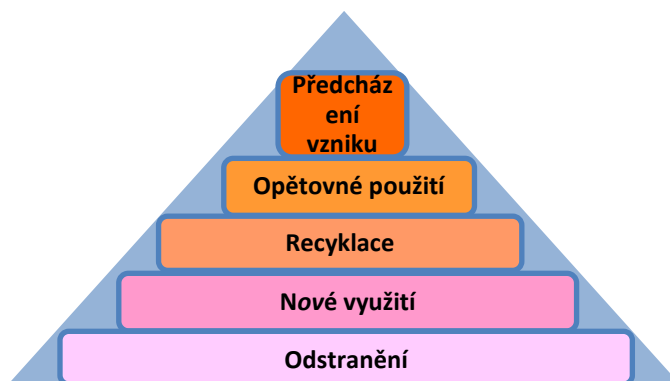 Předcház
ení
vzniku
Opětovné použití
Recyklace
Nové využití
Odstranění